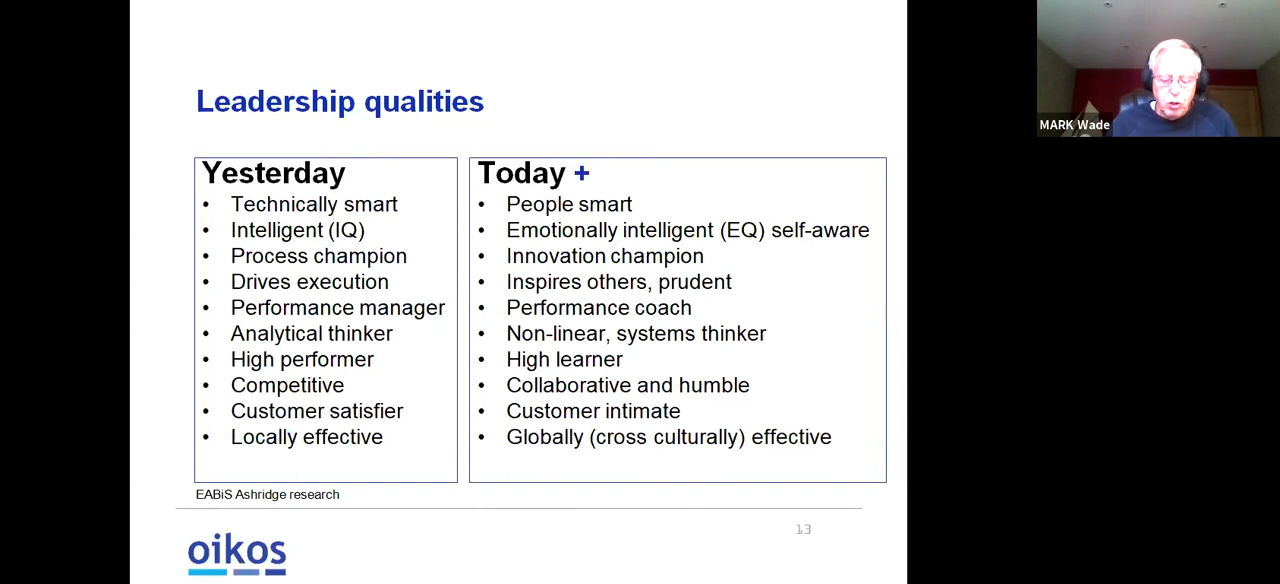 Leadership qualities
Yesterday
• Technically smart
• Intelligent (IQ)
• Process champion
• Drives execution
• Performance manager
• Analytical thinker
• High performer
• Competitive
• Customer satisfier
• Locally effective
Today +
• People smart
• Emotionally intelligent (EQ) self-aware
• Innovation champion
• Inspires others, prudent
• Performance coach
• Non-linear, systems thinker
• High learner
• Collaborative and humble
• Customer intimate
• Globally (cross culturally) effective
EABiS Ashridge research
13
oikos
MARK Wade